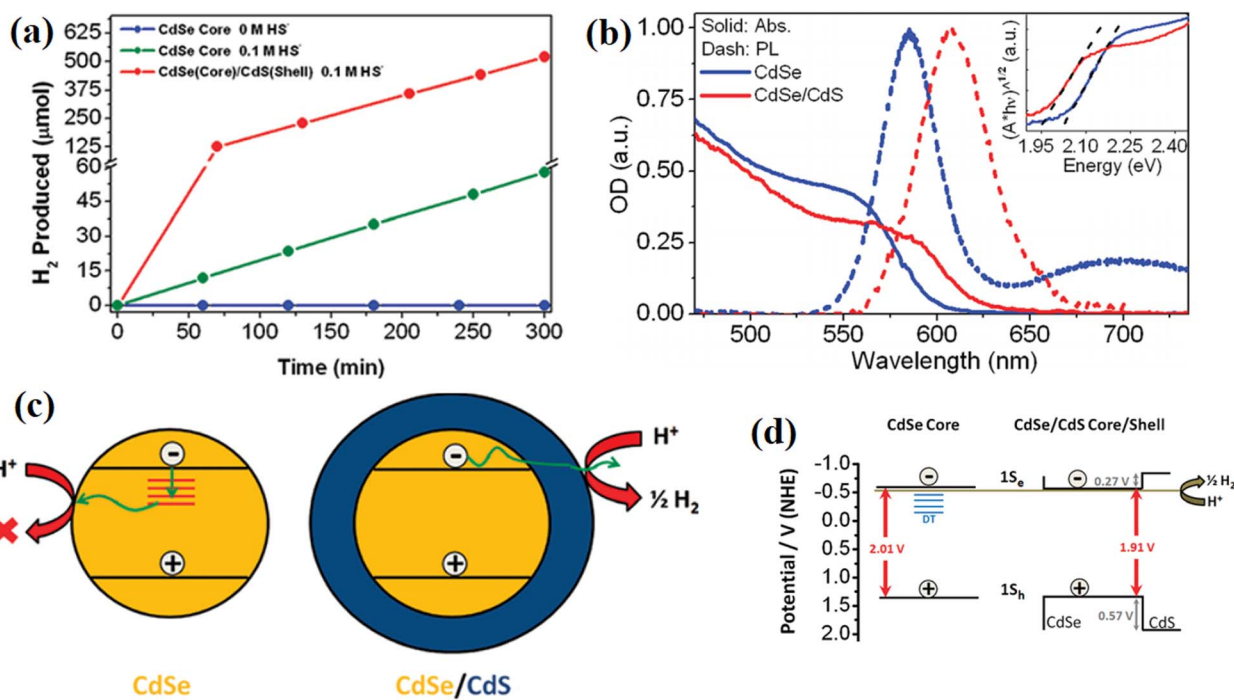 (a)
CdSe Core 0 M HS⁻
CdSe Core 0.1 M HS⁻
CdSe(Core)/CdS(Shell) 0.1 M HS⁻
H₂ Produced (μmol)
625
500
375
250
125
60
45
30
15
0
0 50 100 150 200 250 300
Time (min)
(b)
Solid: Abs.
Dash: PL
CdSe
CdSe/CdS
OD (a.u.)
1.00
0.75
0.50
0.25
0.00
500 550 600 650 700
Wavelength (nm)
(A*hν)^1/2 (a.u.)
1.95 2.10 2.25 2.40
Energy (eV)
(c)
H⁺
H⁺
½ H₂
CdSe
CdSe/CdS
(d)
CdSe Core CdSe/CdS Core/Shell
Potential / V (NHE)
-1.0
-0.5
0.0
0.5
1.0
1.5
2.0
1Sₑ
0.27 V
½ H₂
H⁺
DT
2.01 V
1.91 V
1Sₕ
CdSe
0.57 V
CdS